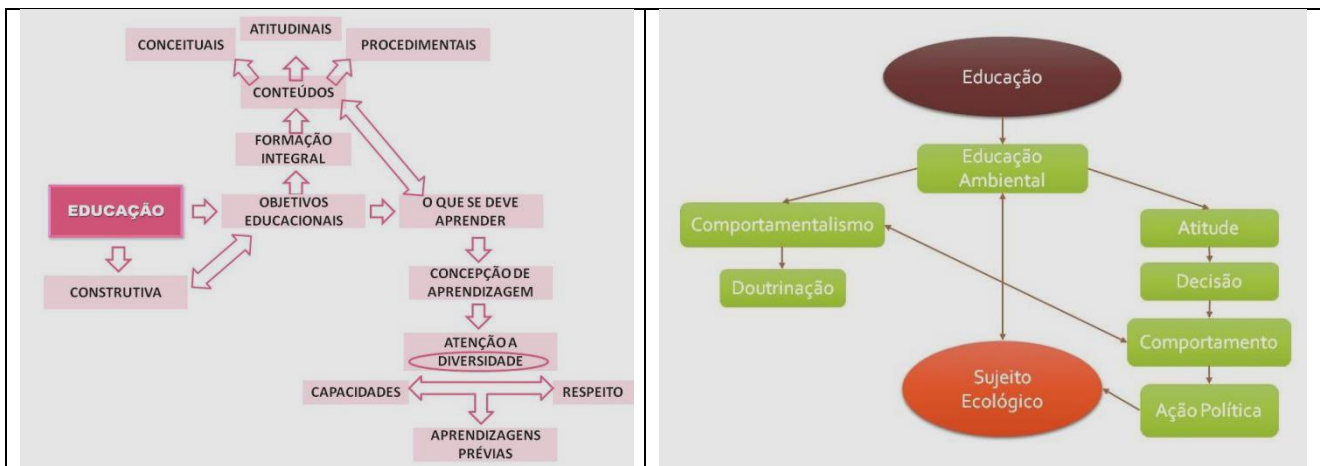 ATITUDINAIS
CONCEITUAIS
PROCEDIMENTAIS
CONTEÚDOS
FORMAÇÃO
INTEGRAL
EDUCAÇÃO
OBJETIVOS
EDUCACIONAIS
O QUE SE DEVE
APRENDER
CONSTRUTIVA
CONCEPÇÃO DE
APRENDIZAGEM
ATENÇÃO A
DIVERSIDADE
CAPACIDADES
RESPEITO
APRENDIZAGENS
PRÉVIAS
Educação
Educação
Ambiental
Comportamentalismo
Atitude
Doutrinação
Decisão
Comportamento
Sujeito
Ecológico
Ação Política